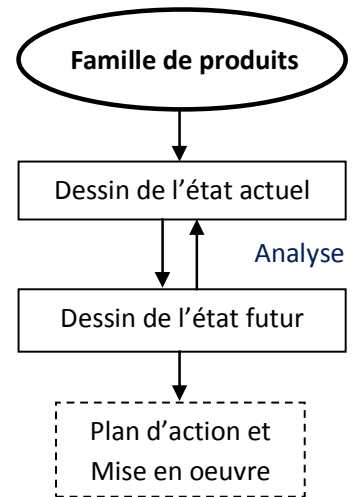 Famille de produits
Dessin de l’état actuel
Analyse
Dessin de l’état futur
Plan d’action et
Mise en oeuvre